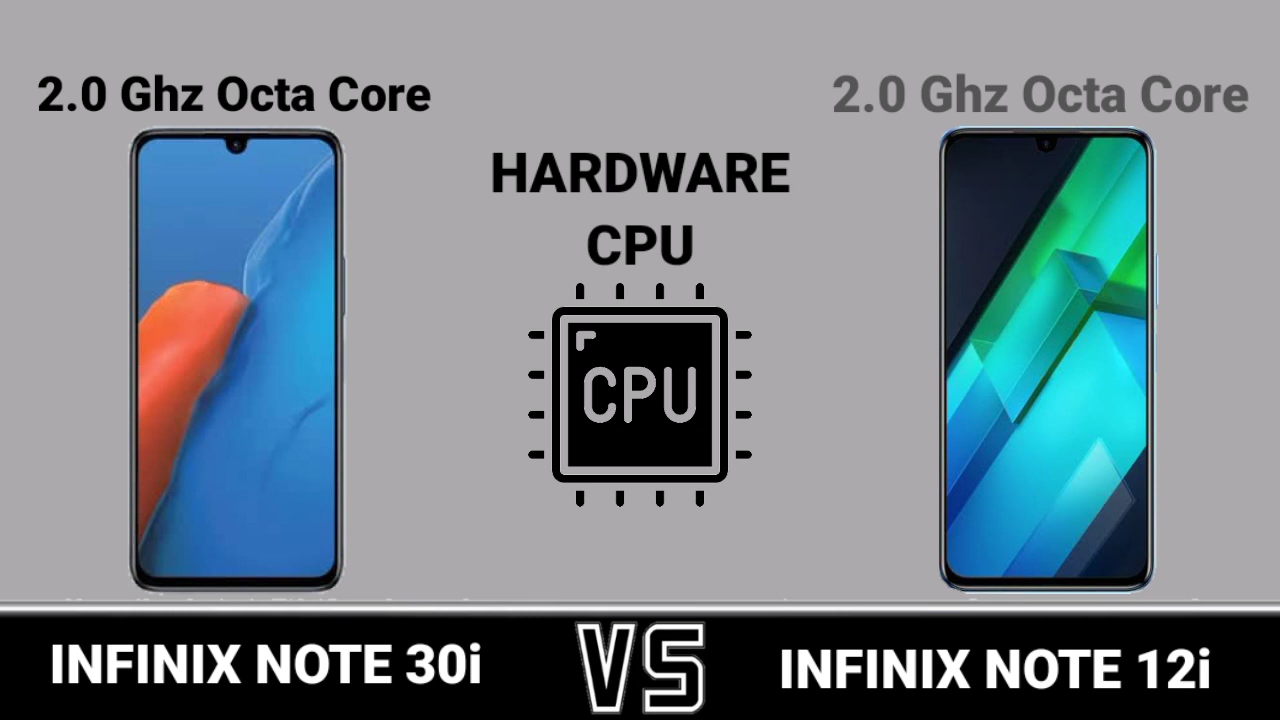 2.0 Ghz Octa Core
2.0 Ghz Octa Core
HARDWARE
CPU
CPU
INFINIX NOTE 30i
VS
INFINIX NOTE 12i